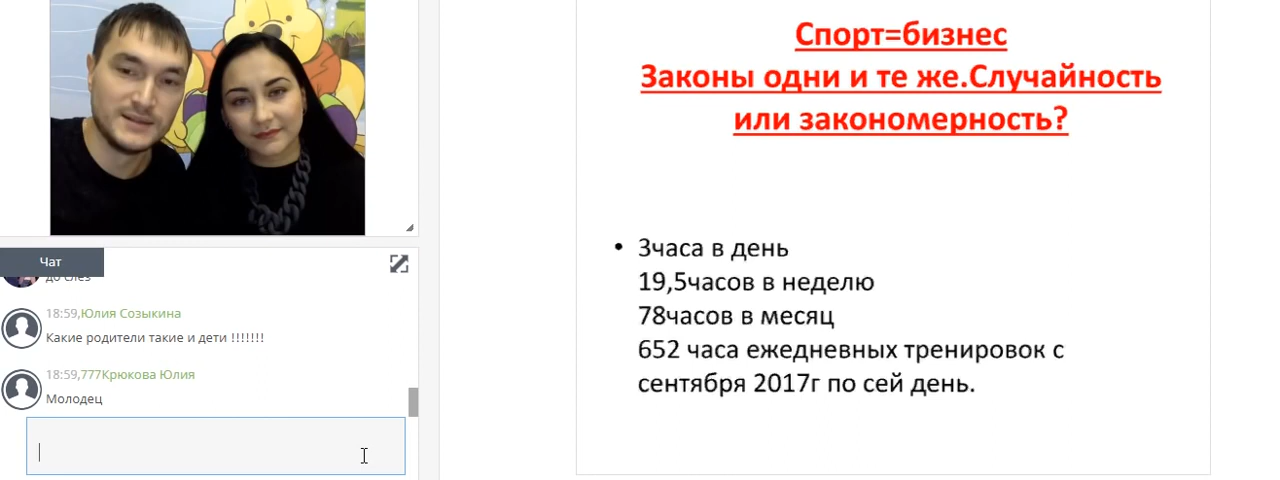 Спорт=бизнес
Законы одни и те же.Случайность
или закономерность?
• 3часа в день
19,5часов в неделю
78часов в месяц
652 часа ежедневных тренировок с
сентября 2017г по сей день.
Чат
до слез
18:59,Юлия Созыкина
Какие родители такие и дети !!!!!!!
18:59,777Крюкова Юлия
Молодец